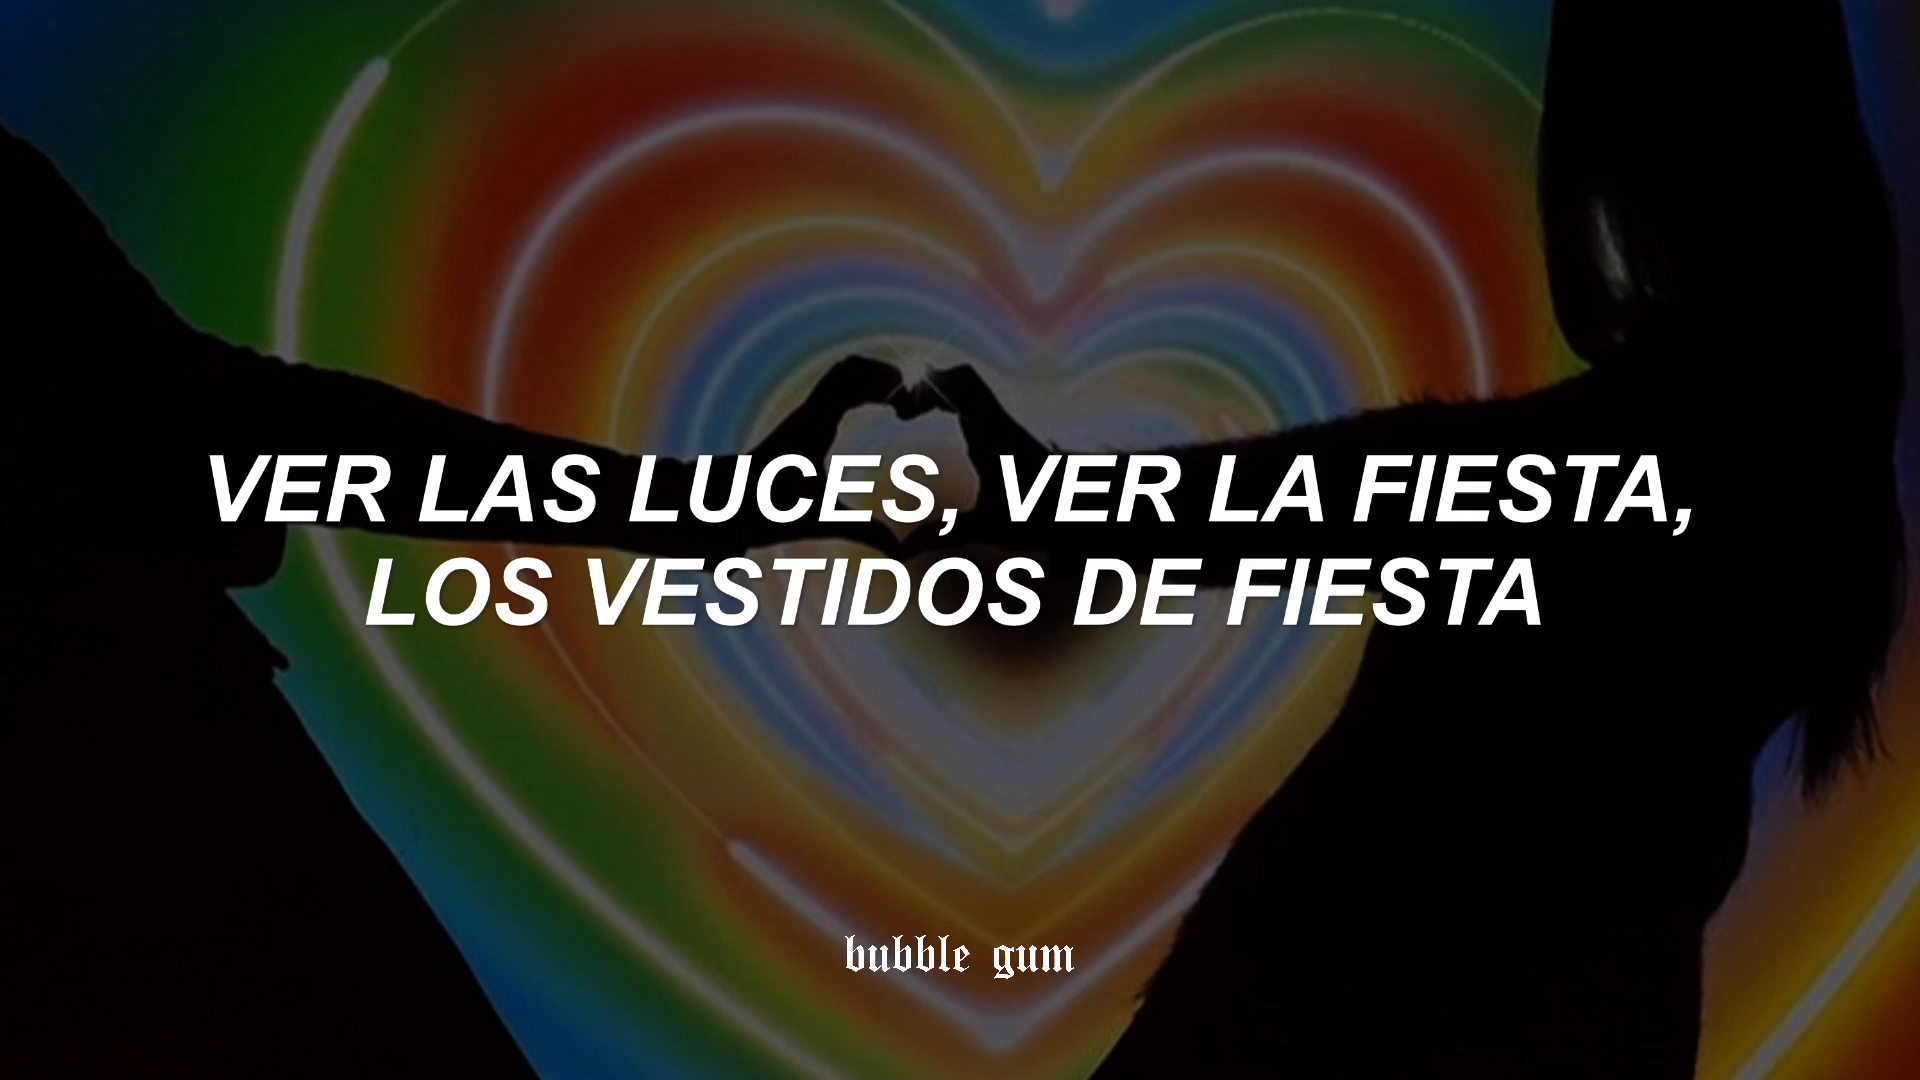 VER LAS LUCES, VER LA FIESTA,
LOS VESTIDOS DE FIESTA
bubble gum